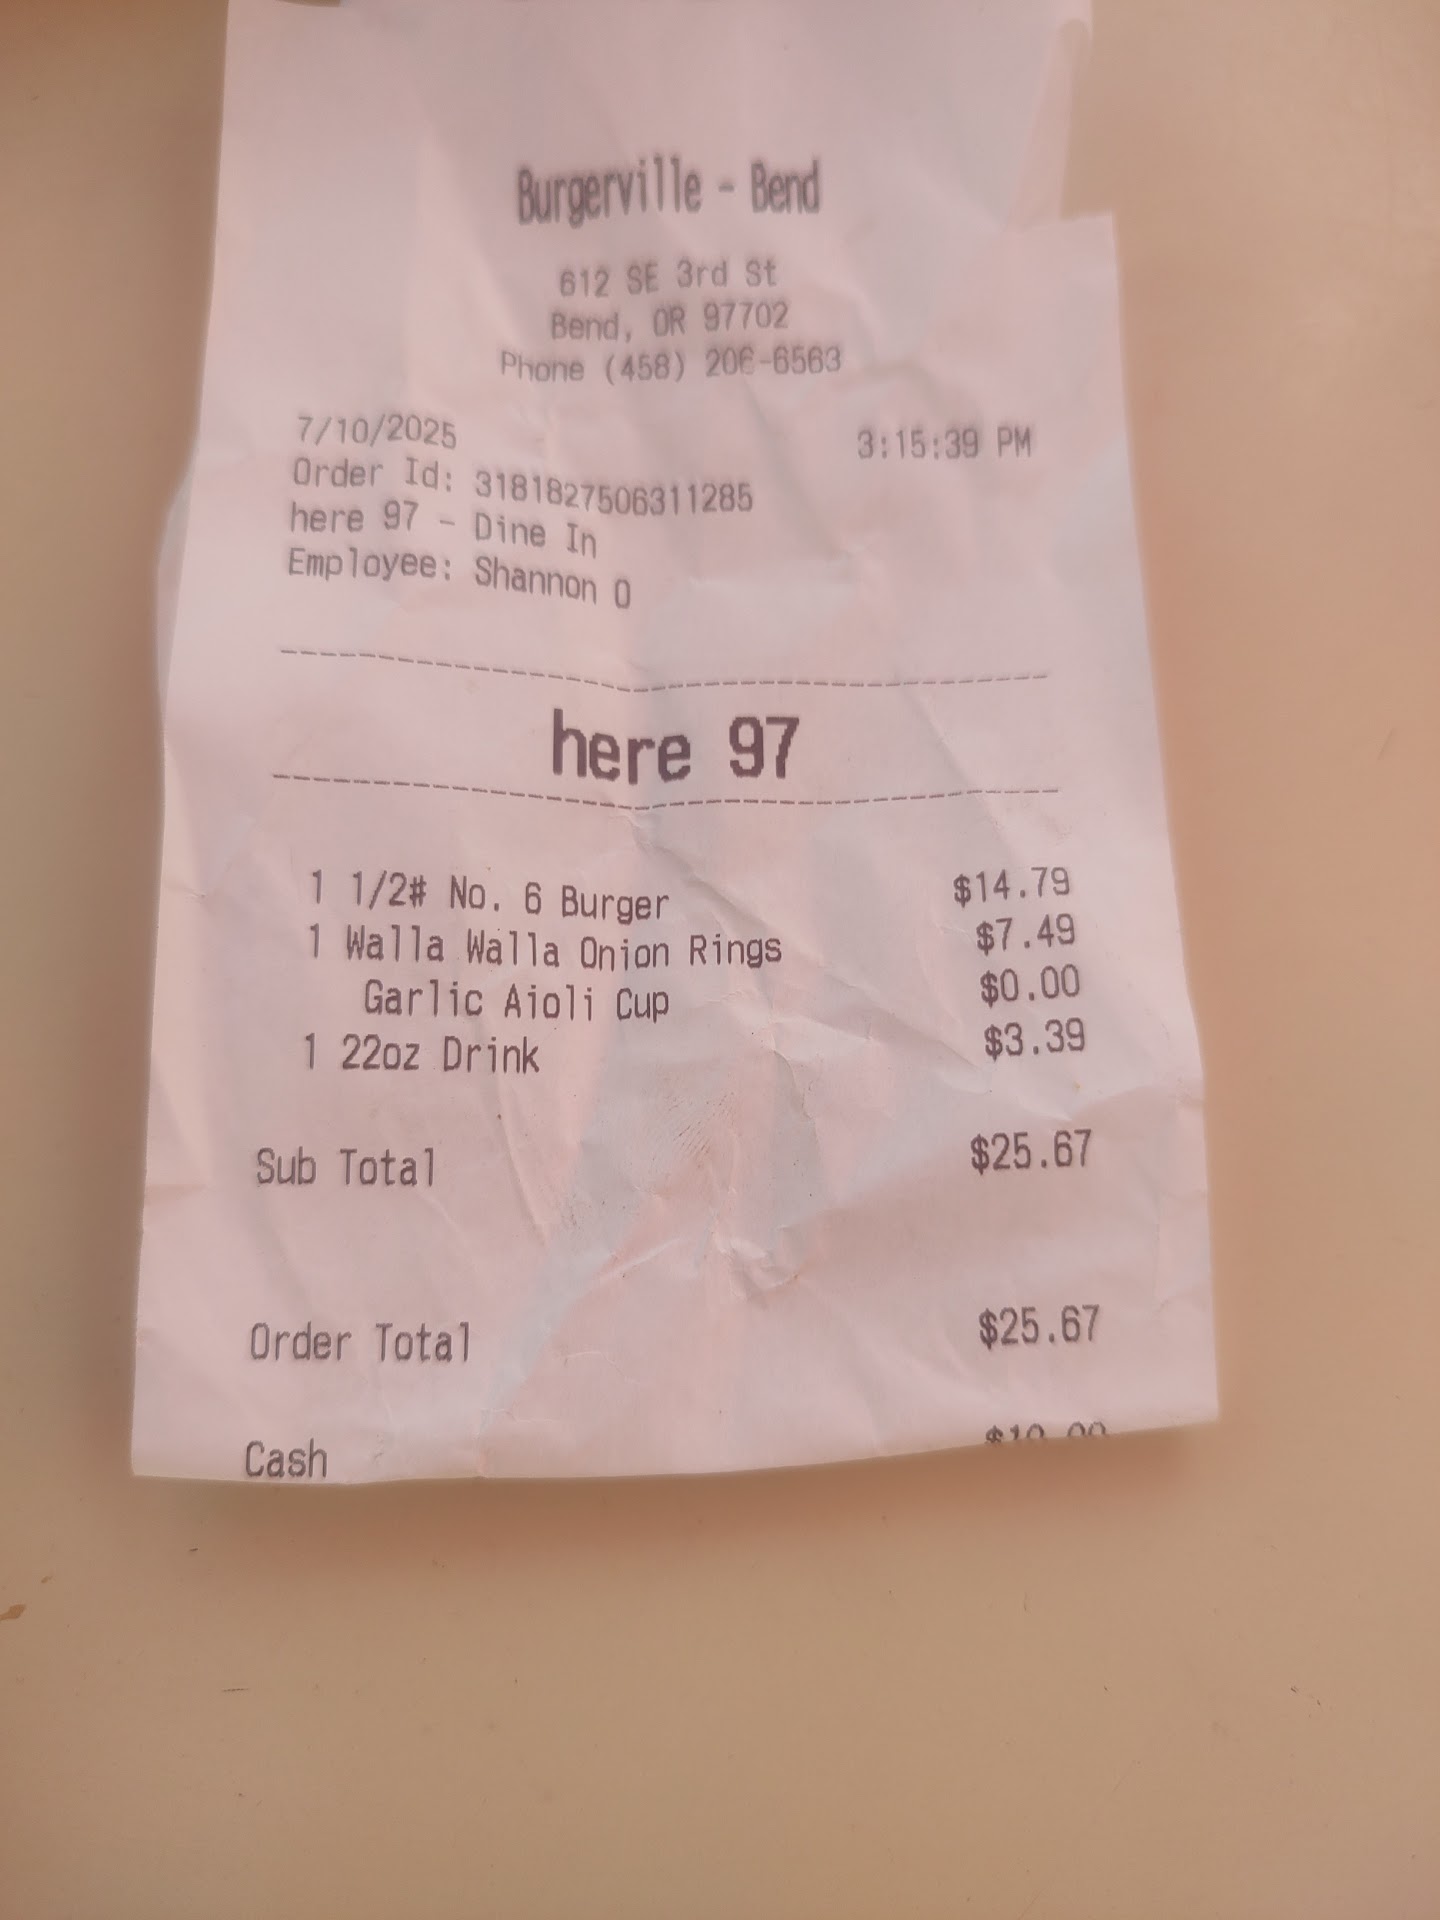 Burgerville - Bend
612 SE 3rd St
Bend, OR 97702
Phone (458) 206-6563
7/10/2025 3:15:39 PM
Order Id: 3181827506311285
here 97 - Dine In
Employee: Shannon O
here 97
1 1/2# No. 6 Burger $14.79
1 Walla Walla Onion Rings $7.49
Garlic Aioli Cup $0.00
1 22oz Drink $3.39
Sub Total $25.67
Order Total $25.67
Cash